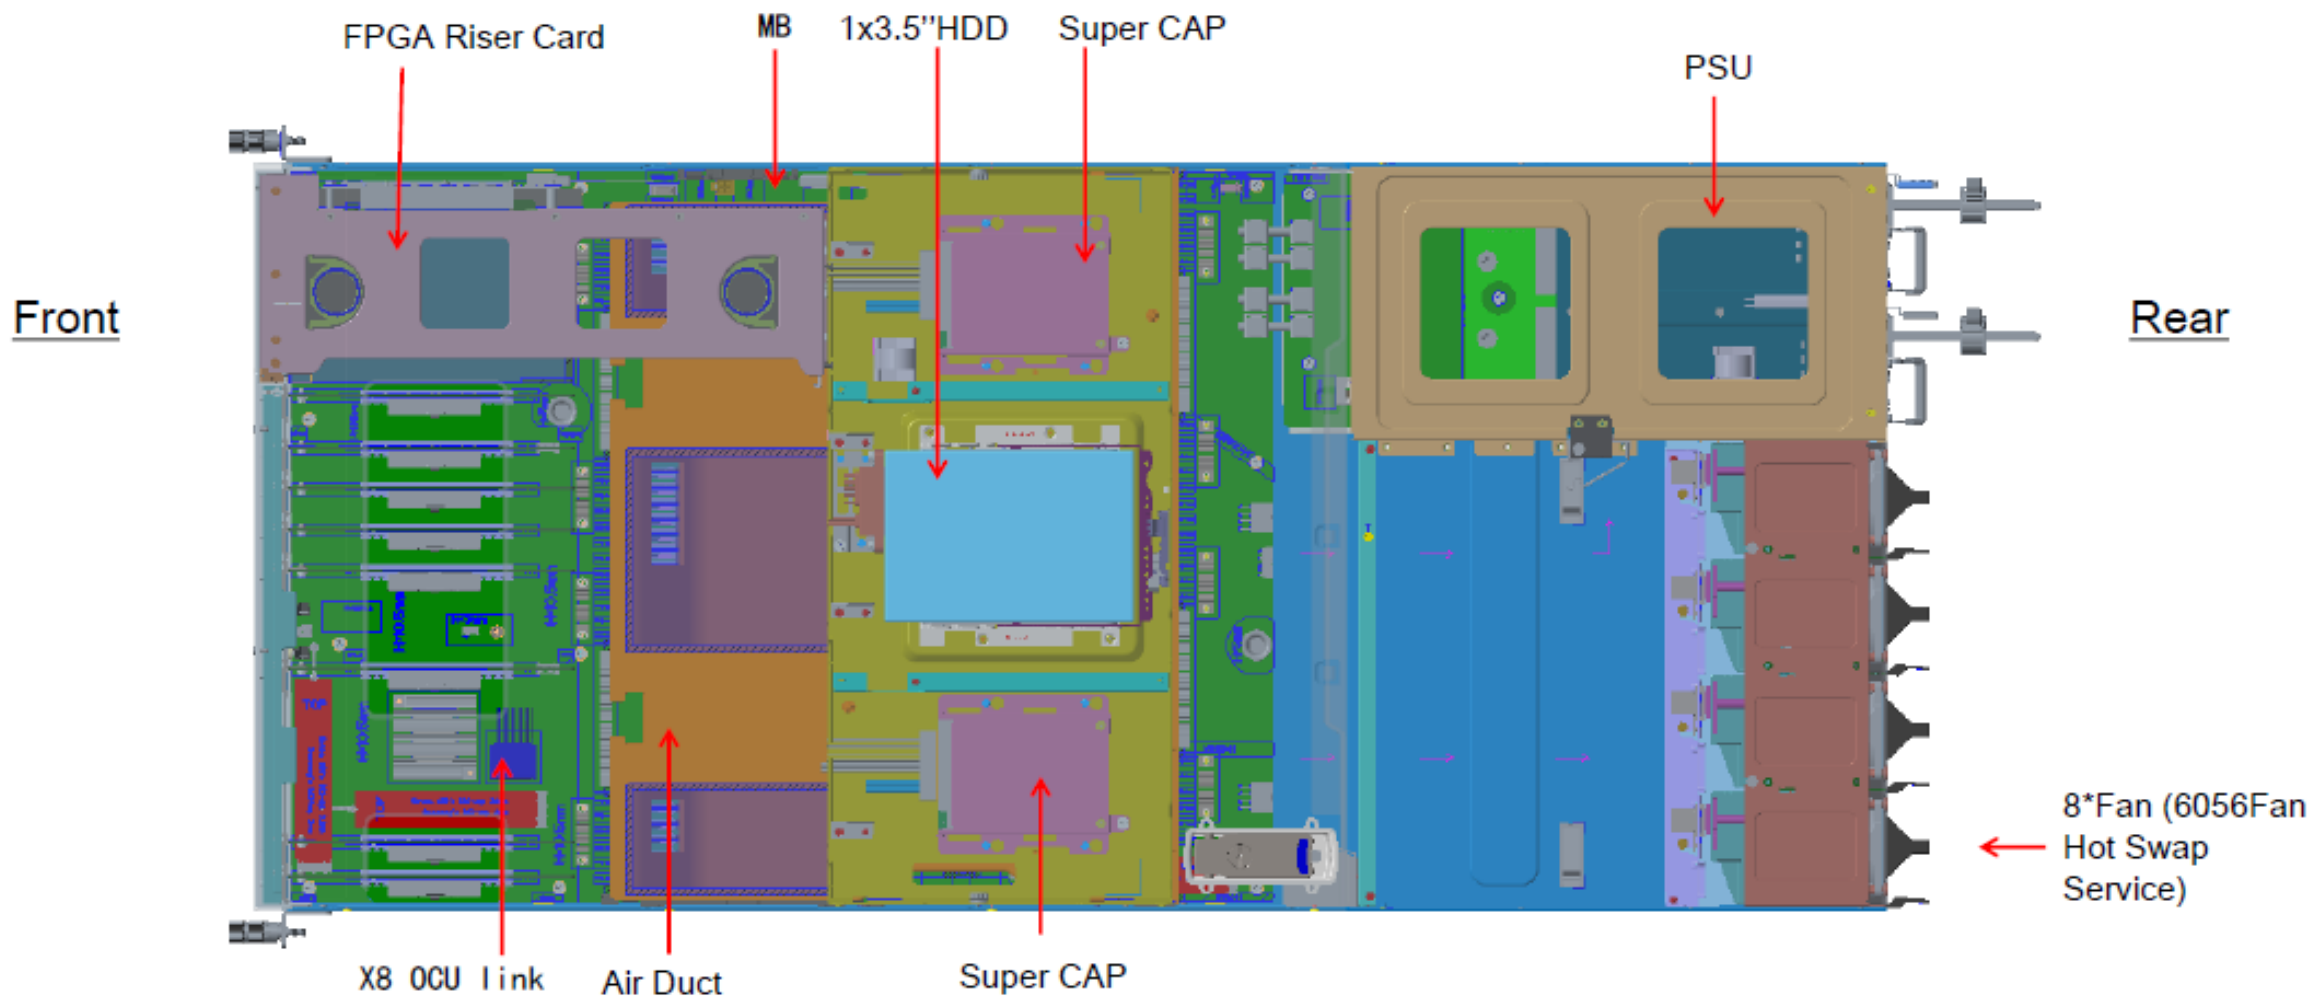 FPGA Riser Card
MB
1x3.5''HDD
Super CAP
PSU
Front
Rear
TOP
8*Fan (6056Fan
Hot Swap
Service)
X8 OCU link
Air Duct
Super CAP